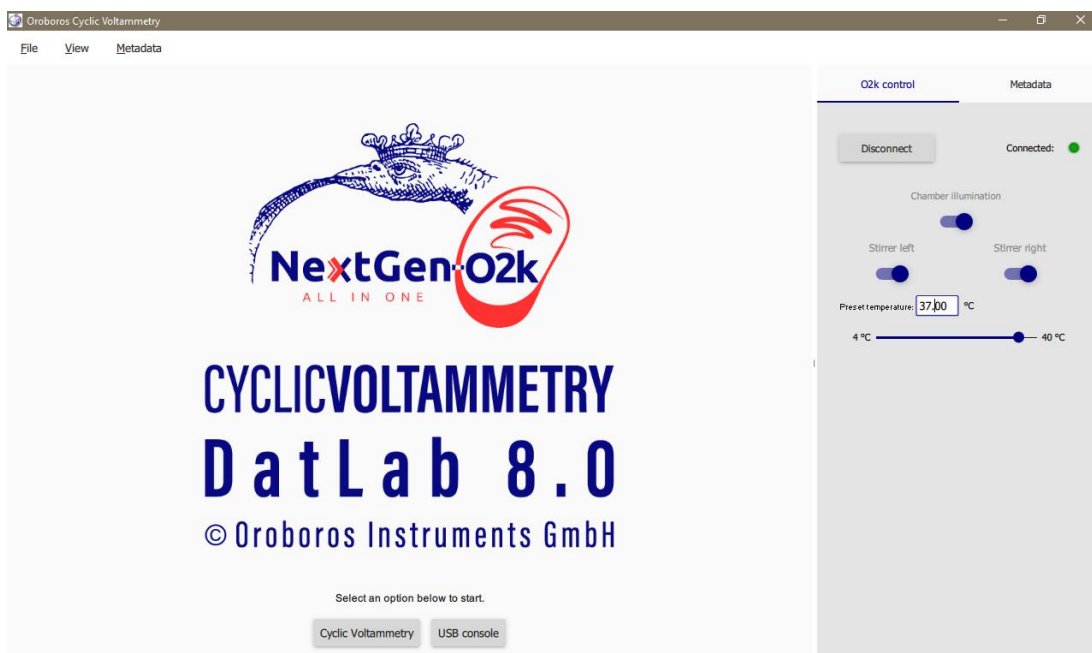 Oroboros Cyclic Voltammetry
File View Metadata
O2k control Metadata
Disconnect Connected:
Chamber illumination
Stirrer left Stirrer right
Preset temperature: 37.00 °C
4 °C 40 °C
NextGen-O2k
ALL IN ONE
CYCLICVOLTAMMETRY
DatLab 8.0
© Oroboros Instruments GmbH
Select an option below to start.
Cyclic Voltammetry USB console